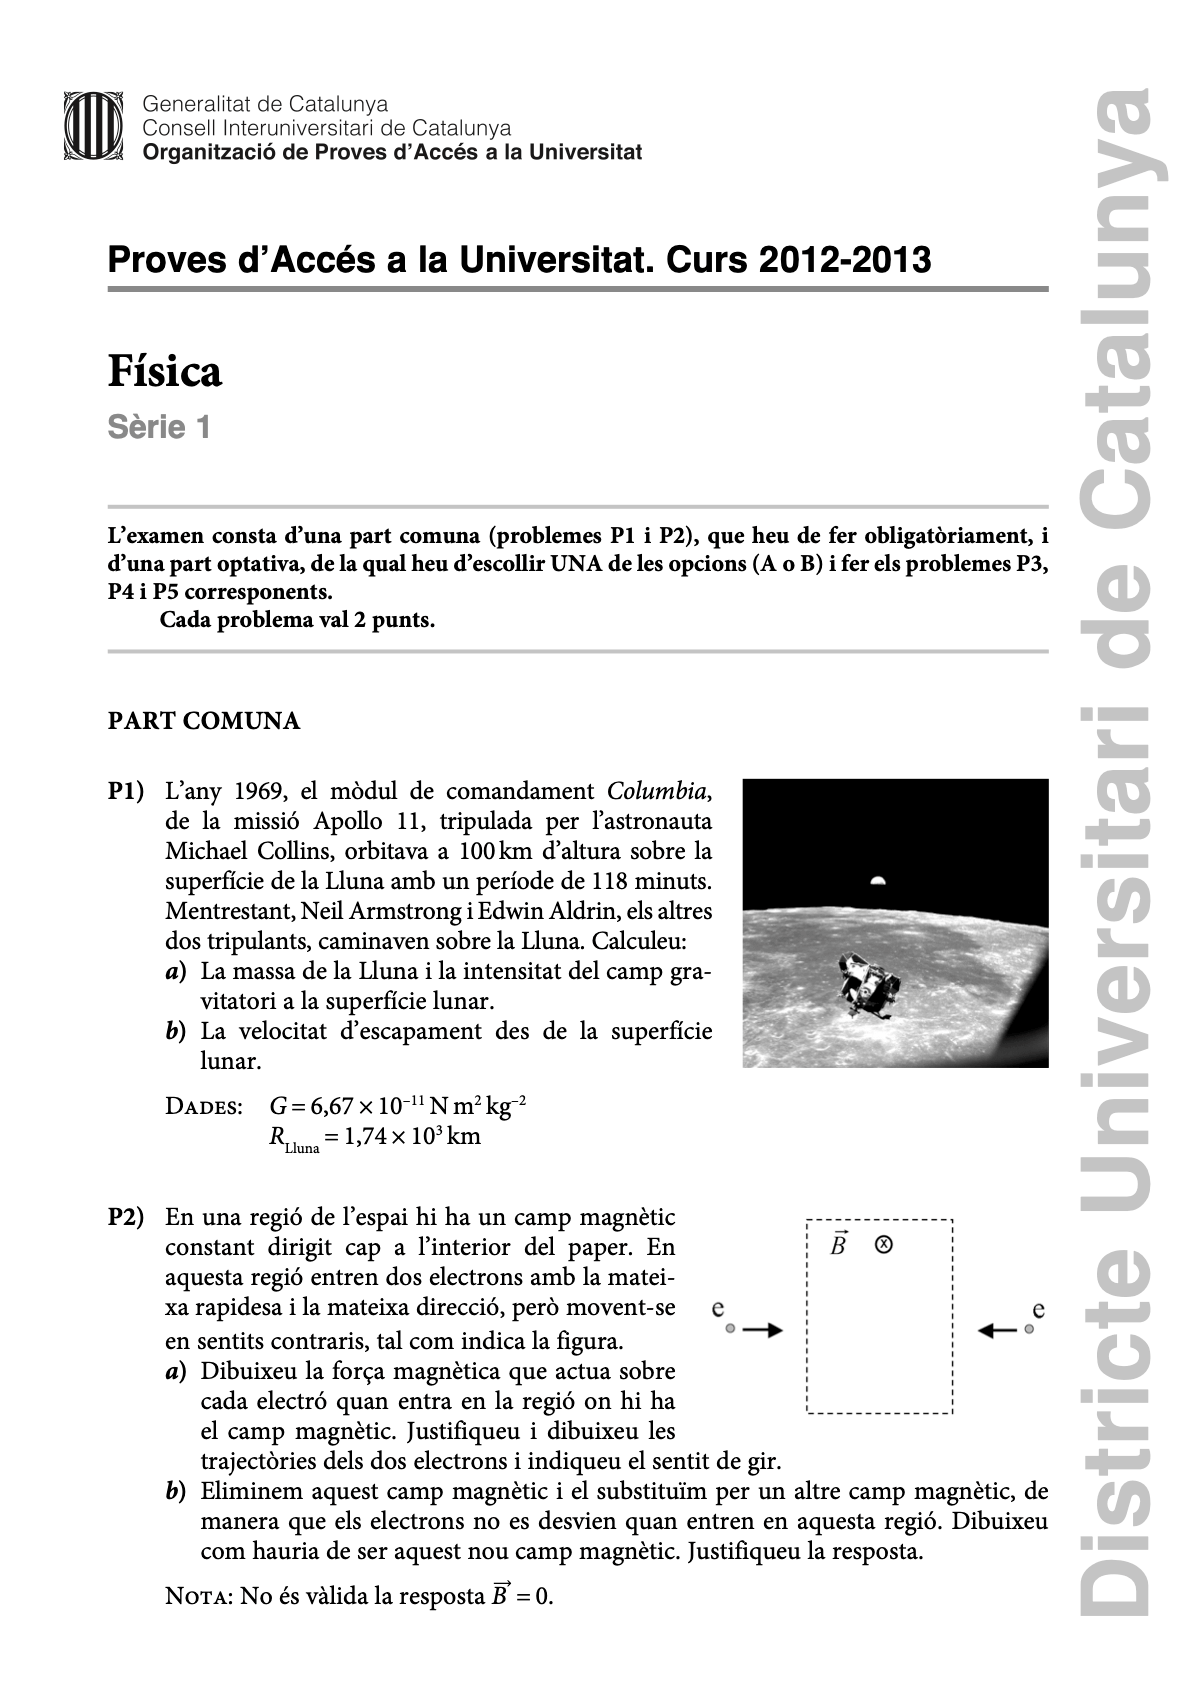 Generalitat de Catalunya
Consell Interuniversitari de Catalunya
Organització de Proves d’Accés a la Universitat
Proves d’Accés a la Universitat. Curs 2012-2013
Física
Sèrie 1
L’examen consta d’una part comuna (problemes P1 i P2), que heu de fer obligatòriament, i
d’una part optativa, de la qual heu d’escollir UNA de les opcions (A o B) i fer els problemes P3,
P4 i P5 corresponents.
Cada problema val 2 punts.
PART COMUNA
P1) L’any 1969, el mòdul de comandament Columbia,
de la missió Apollo 11, tripulada per l’astronauta
Michael Collins, orbitava a 100 km d’altura sobre la
superfície de la Lluna amb un període de 118 minuts.
Mentrestant, Neil Armstrong i Edwin Aldrin, els altres
dos tripulants, caminaven sobre la Lluna. Calculeu:
a) La massa de la Lluna i la intensitat del camp gra-
vitatori a la superfície lunar.
b) La velocitat d’escapament des de la superfície
lunar.
DADES: G = 6,67 × 10⁻¹¹ N m² kg⁻²
R_Lluna = 1,74 × 10³ km
P2) En una regió de l’espai hi ha un camp magnètic
constant dirigit cap a l’interior del paper. En
aquesta regió entren dos electrons amb la matei-
xa rapidesa i la mateixa direcció, però movent-se
en sentits contraris, tal com indica la figura.
a) Dibuixeu la força magnètica que actua sobre
cada electró quan entra en la regió on hi ha
el camp magnètic. Justifiqueu i dibuixeu les
trajectòries dels dos electrons i indiqueu el sentit de gir.
b) Eliminem aquest camp magnètic i el substituïm per un altre camp magnètic, de
manera que els electrons no es desvien quan entren en aquesta regió. Dibuixeu
com hauria de ser aquest nou camp magnètic. Justifiqueu la resposta.
NOTA: No és vàlida la resposta B⃗ = 0.
B⃗ ⊗
e
e
Districte Universitari de Catalunya